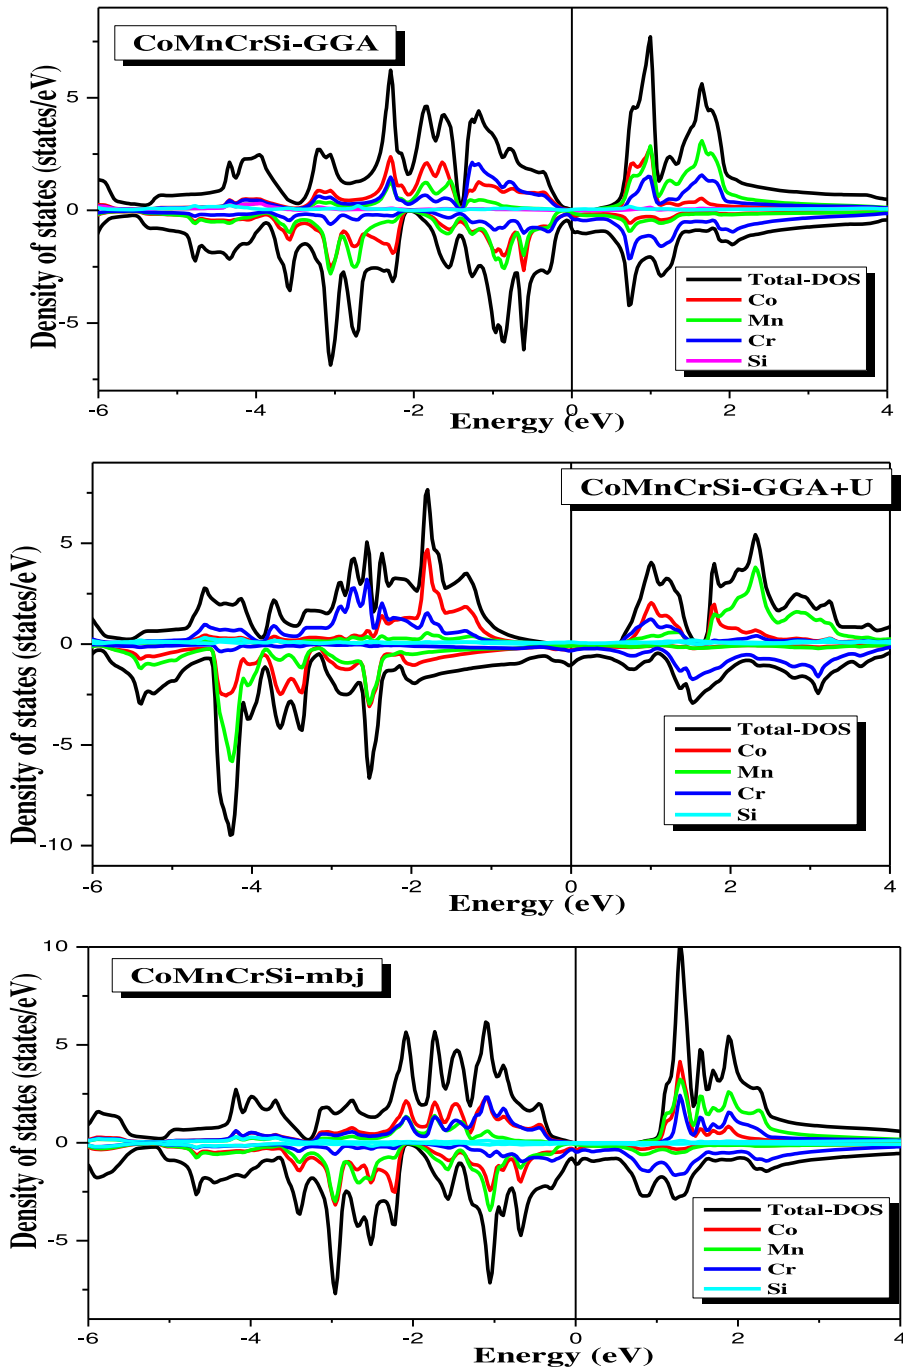 CoMnCrSi-GGA
Density of states (states/eV)
5
0
-5
Total-DOS
Co
Mn
Cr
Si
-6 -4 -2 0 2 4
Energy (eV)
CoMnCrSi-GGA+U
Density of states (states/eV)
5
0
-5
-10
Total-DOS
Co
Mn
Cr
Si
-6 -4 -2 0 2 4
Energy (eV)
CoMnCrSi-mbj
Density of states (states/eV)
10
5
0
-5
Total-DOS
Co
Mn
Cr
Si
-6 -4 -2 0 2 4
Energy (eV)